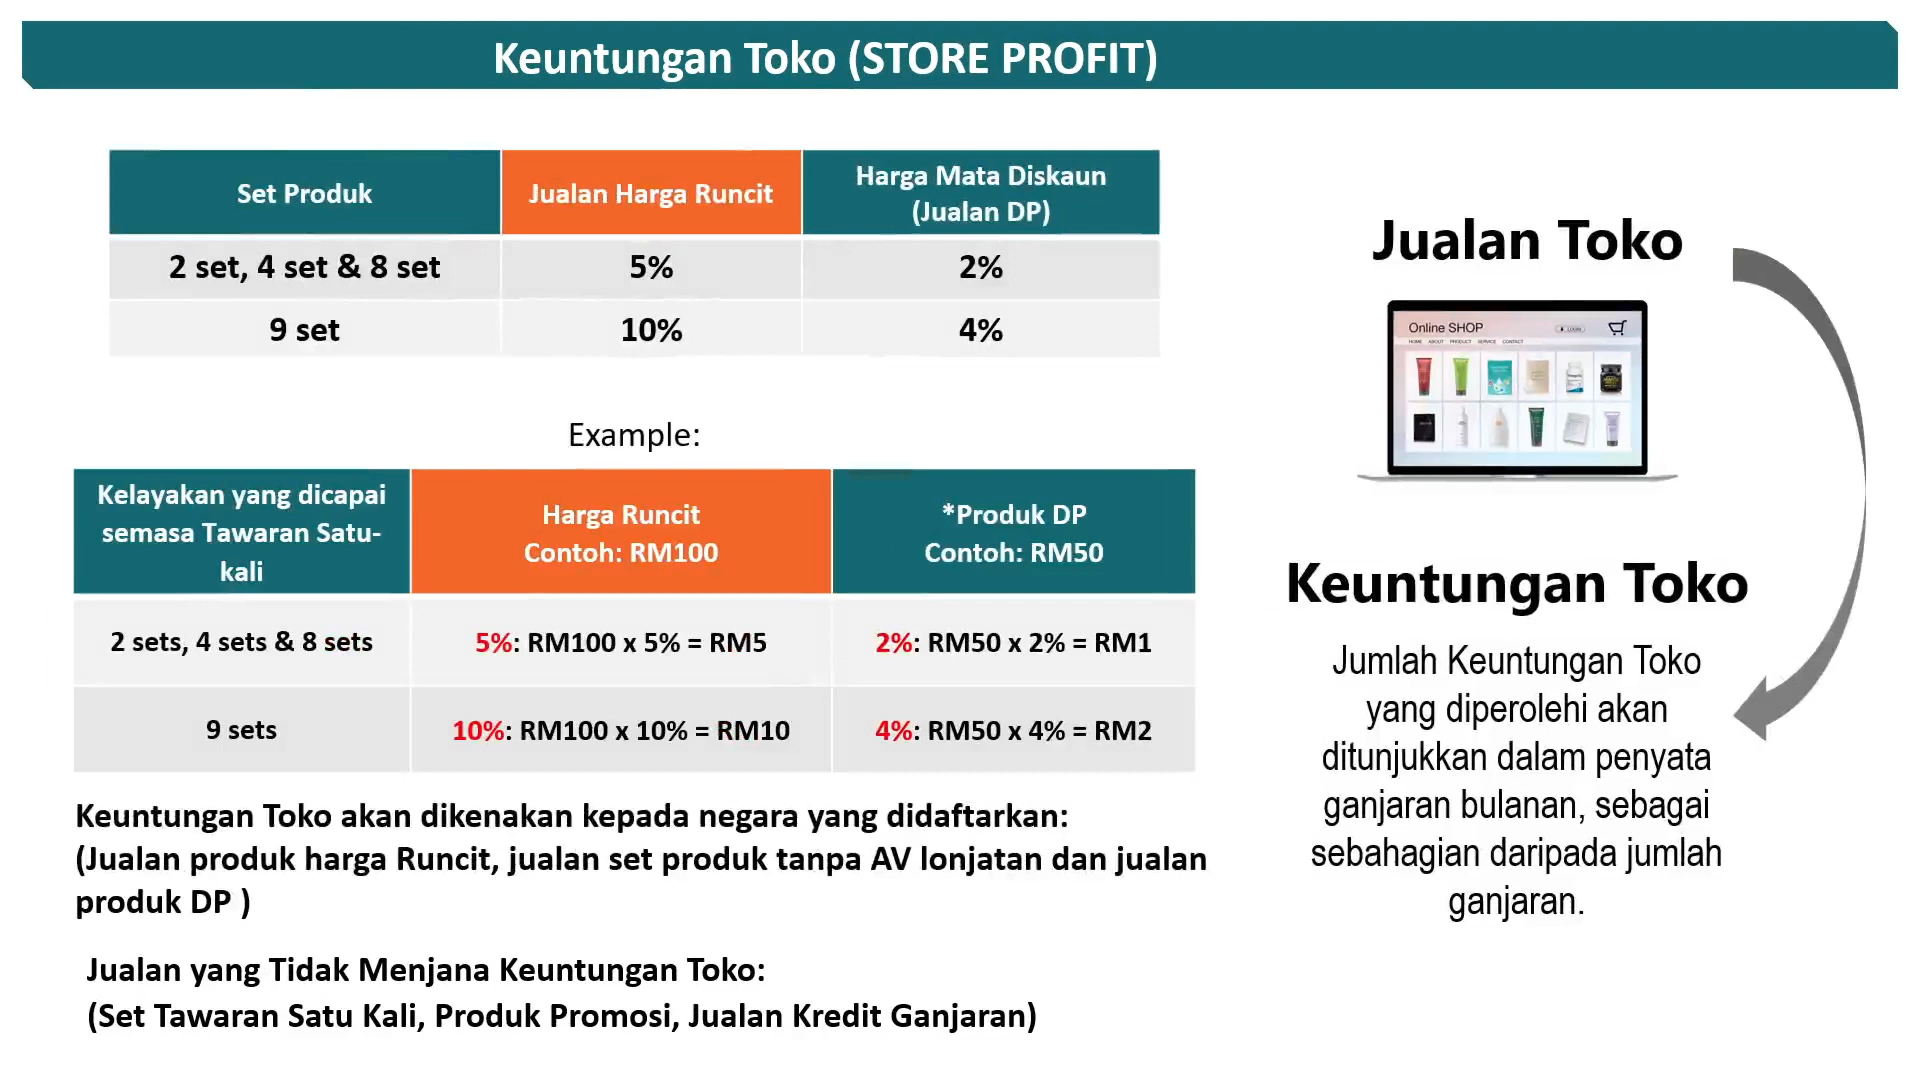 Keuntungan Toko (STORE PROFIT)
Set Produk
Jualan Harga Runcit
Harga Mata Diskaun
(Jualan DP)
2 set, 4 set & 8 set
5%
2%
9 set
10%
4%
Example:
Kelayakan yang dicapai
semasa Tawaran Satu-
kali
Harga Runcit
Contoh: RM100
*Produk DP
Contoh: RM50
2 sets, 4 sets & 8 sets
5%: RM100 x 5% = RM5
2%: RM50 x 2% = RM1
9 sets
10%: RM100 x 10% = RM10
4%: RM50 x 4% = RM2
Keuntungan Toko akan dikenakan kepada negara yang didaftarkan:
(Jualan produk harga Runcit, jualan set produk tanpa AV lonjatan dan jualan
produk DP )
Jualan yang Tidak Menjana Keuntungan Toko:
(Set Tawaran Satu Kali, Produk Promosi, Jualan Kredit Ganjaran)
Jualan Toko
Online SHOP
LOGIN
HOME ABOUT PRODUCT SERVICE CONTACT
Keuntungan Toko
Jumlah Keuntungan Toko
yang diperolehi akan
ditunjukkan dalam penyata
ganjaran bulanan, sebagai
sebahagian daripada jumlah
ganjaran.